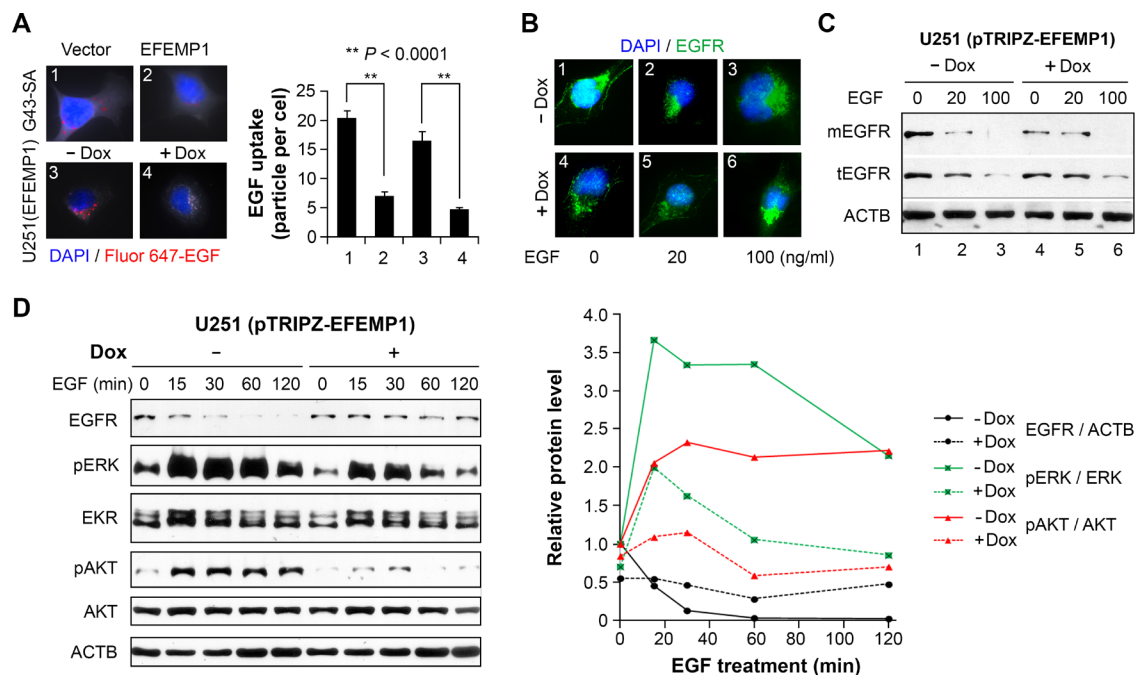 A
Vector EFEMP1
1 2
G43-SA
− Dox + Dox
3 4
U251(EFEMP1)
DAPI / Fluor 647-EGF
** P < 0.0001
** **
EGF uptake
(particle per cel)
25
20
15
10
5
0
1 2 3 4
B
DAPI / EGFR
− Dox
1 2 3
+ Dox
4 5 6
EGF 0 20 100 (ng/ml)
C
U251 (pTRIPZ-EFEMP1)
− Dox + Dox
EGF 0 20 100 0 20 100
mEGFR
tEGFR
ACTB
1 2 3 4 5 6
D
U251 (pTRIPZ-EFEMP1)
Dox − +
EGF (min) 0 15 30 60 120 0 15 30 60 120
EGFR
pERK
EKR
pAKT
AKT
ACTB
Relative protein level
4.0
3.5
3.0
2.5
2.0
1.5
1.0
0.5
0
0 20 40 60 80 100 120
EGF treatment (min)
− Dox
+ Dox
EGFR / ACTB
− Dox
+ Dox
pERK / ERK
− Dox
+ Dox
pAKT / AKT